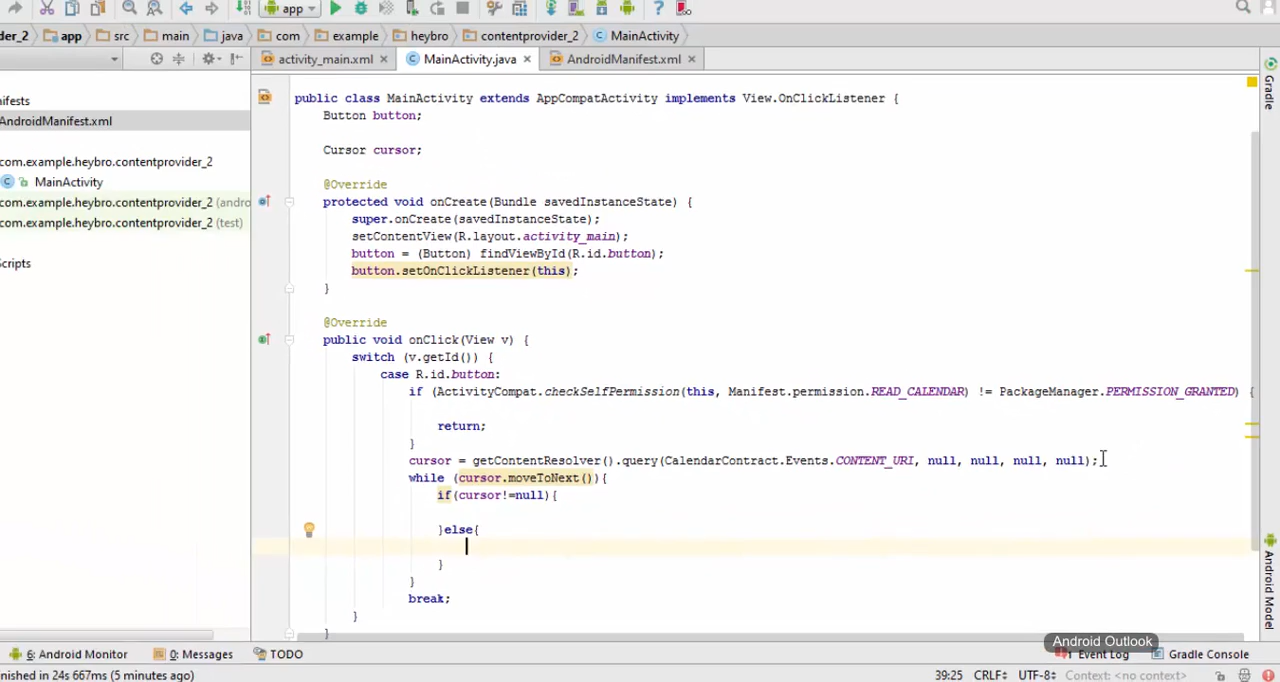 app
der_2 app src main java com example heybro contentprovider_2 MainActivity
activity_main.xml MainActivity.java AndroidManifest.xml
nifests
AndroidManifest.xml
com.example.heybro.contentprovider_2
MainActivity
com.example.heybro.contentprovider_2 (andro
com.example.heybro.contentprovider_2 (test)
Scripts
public class MainActivity extends AppCompatActivity implements View.OnClickListener {
Button button;
Cursor cursor;
@Override
protected void onCreate(Bundle savedInstanceState) {
super.onCreate(savedInstanceState);
setContentView(R.layout.activity_main);
button = (Button) findViewById(R.id.button);
button.setOnClickListener(this);
}
@Override
public void onClick(View v) {
switch (v.getId()) {
case R.id.button:
if (ActivityCompat.checkSelfPermission(this, Manifest.permission.READ_CALENDAR) != PackageManager.PERMISSION_GRANTED) {
return;
}
cursor = getContentResolver().query(CalendarContract.Events.CONTENT_URI, null, null, null, null);
while (cursor.moveToNext()){
if(cursor!=null){
}else{
}
}
break;
}
}
Gradle
Android Model
Android Outlook
6: Android Monitor 0: Messages TODO 1 Event Log Gradle Console
nished in 24s 667ms (5 minutes ago) 39:25 CRLF÷ UTF-8÷ Context: <no context>